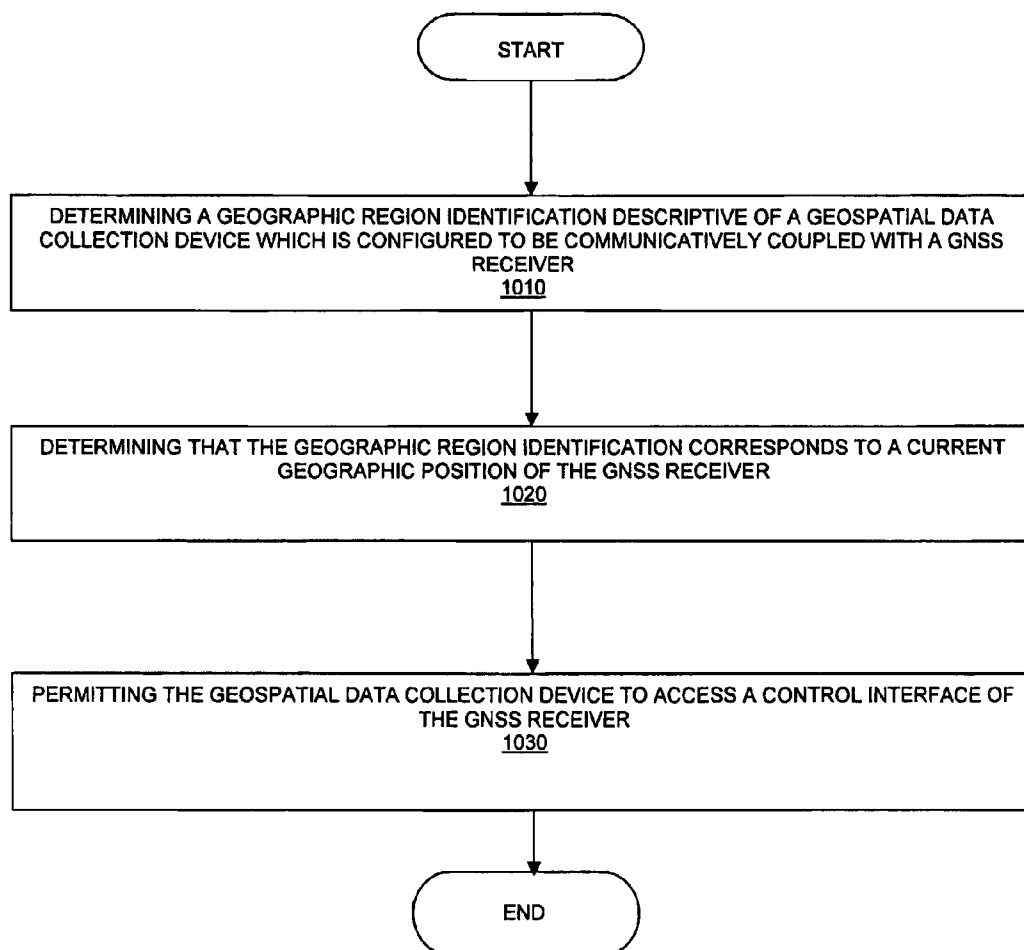 START
DETERMINING A GEOGRAPHIC REGION IDENTIFICATION DESCRIPTIVE OF A GEOSPATIAL DATA
COLLECTION DEVICE WHICH IS CONFIGURED TO BE COMMUNICATIVELY COUPLED WITH A GNSS
RECEIVER
1010
DETERMINING THAT THE GEOGRAPHIC REGION IDENTIFICATION CORRESPONDS TO A CURRENT
GEOGRAPHIC POSITION OF THE GNSS RECEIVER
1020
PERMITTING THE GEOSPATIAL DATA COLLECTION DEVICE TO ACCESS A CONTROL INTERFACE OF
THE GNSS RECEIVER
1030
END